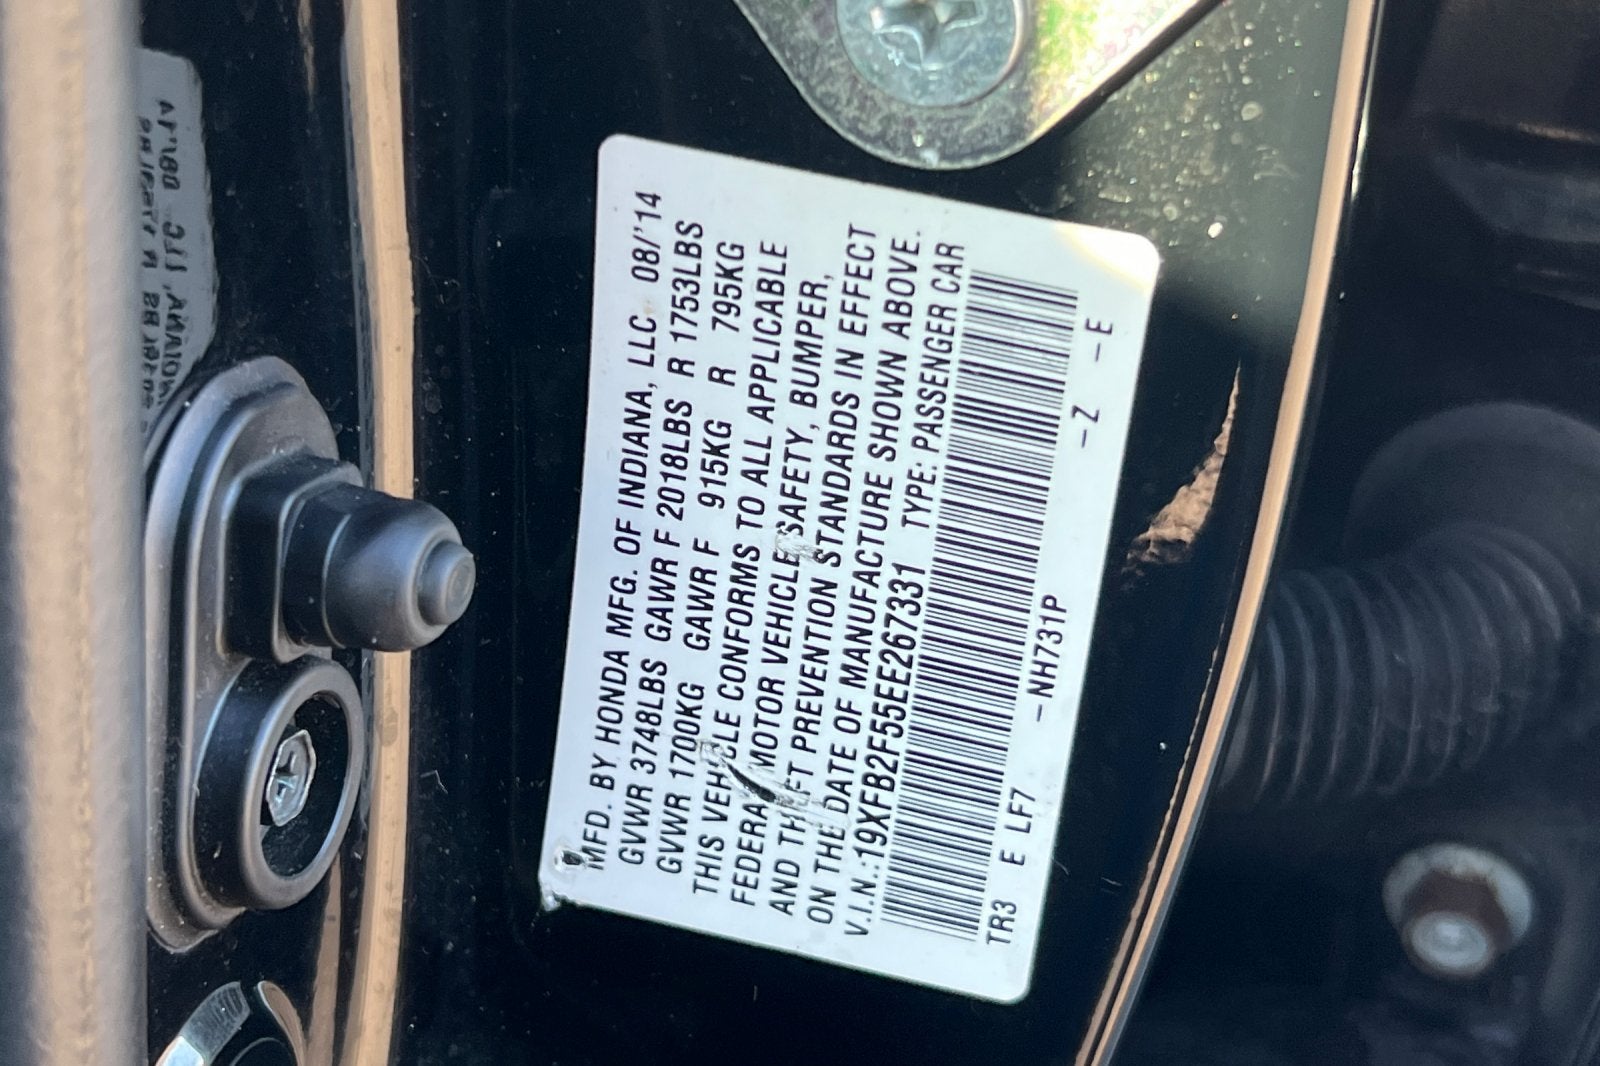 MFD. BY HONDA MFG. OF INDIANA, LLC 08/'14
GVWR 3748LBS GAWR F 2018LBS R 1753LBS
GVWR 1700KG GAWR F 915KG R 795KG
THIS VEHICLE CONFORMS TO ALL APPLICABLE
FEDERAL MOTOR VEHICLE SAFETY, BUMPER,
AND THEFT PREVENTION STANDARDS IN EFFECT
ON THE DATE OF MANUFACTURE SHOWN ABOVE.
V.I.N.:19XFB2F55EE267331 TYPE: PASSENGER CAR
TR3 E LF7 -NH731P -Z -E